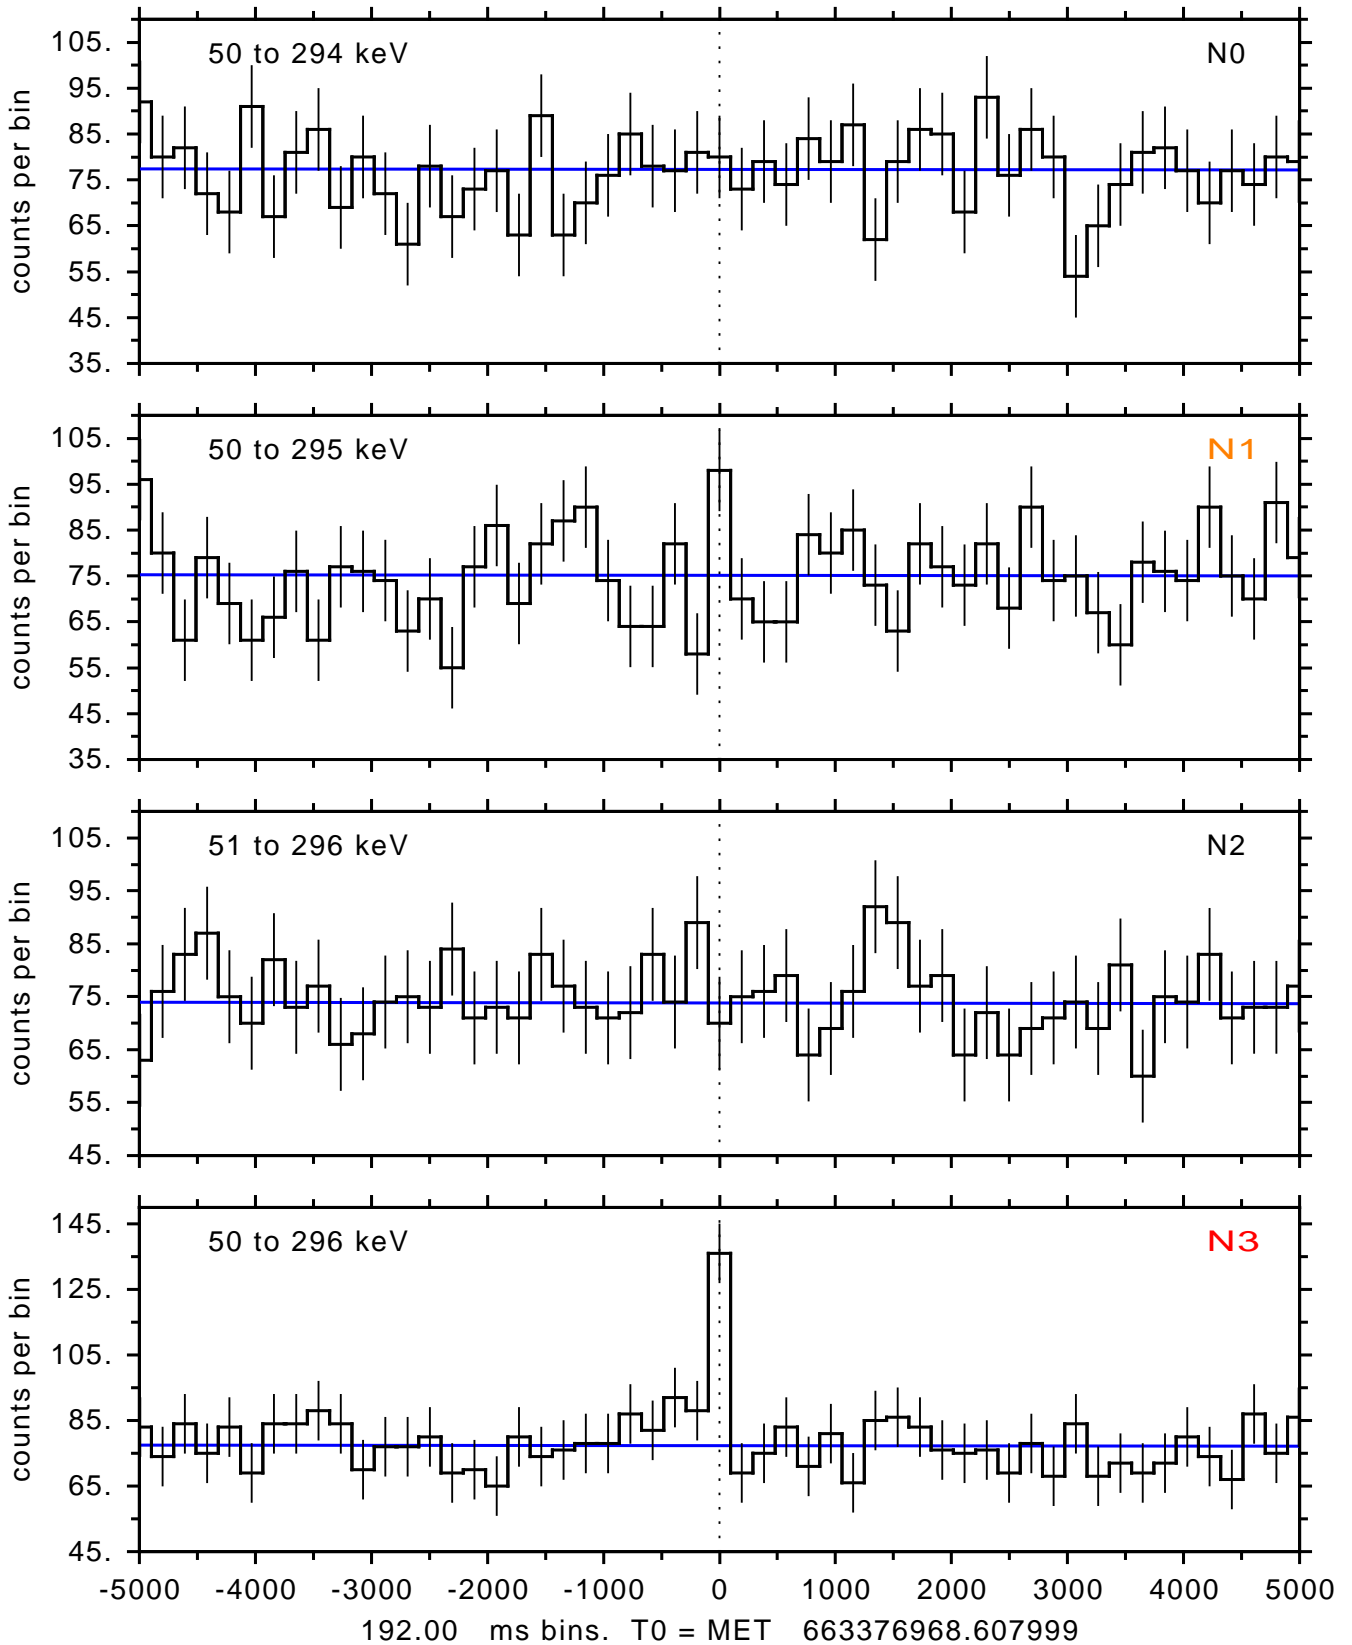 50 to 294 keV N0
105.
95.
85.
75.
65.
55.
45.
35.
counts per bin
50 to 295 keV N1
105.
95.
85.
75.
65.
55.
45.
35.
counts per bin
51 to 296 keV N2
105.
95.
85.
75.
65.
55.
45.
counts per bin
50 to 296 keV N3
145.
125.
105.
85.
65.
45.
counts per bin
-5000 -4000 -3000 -2000 -1000 0 1000 2000 3000 4000 5000
192.00 ms bins. T0 = MET 663376968.607999